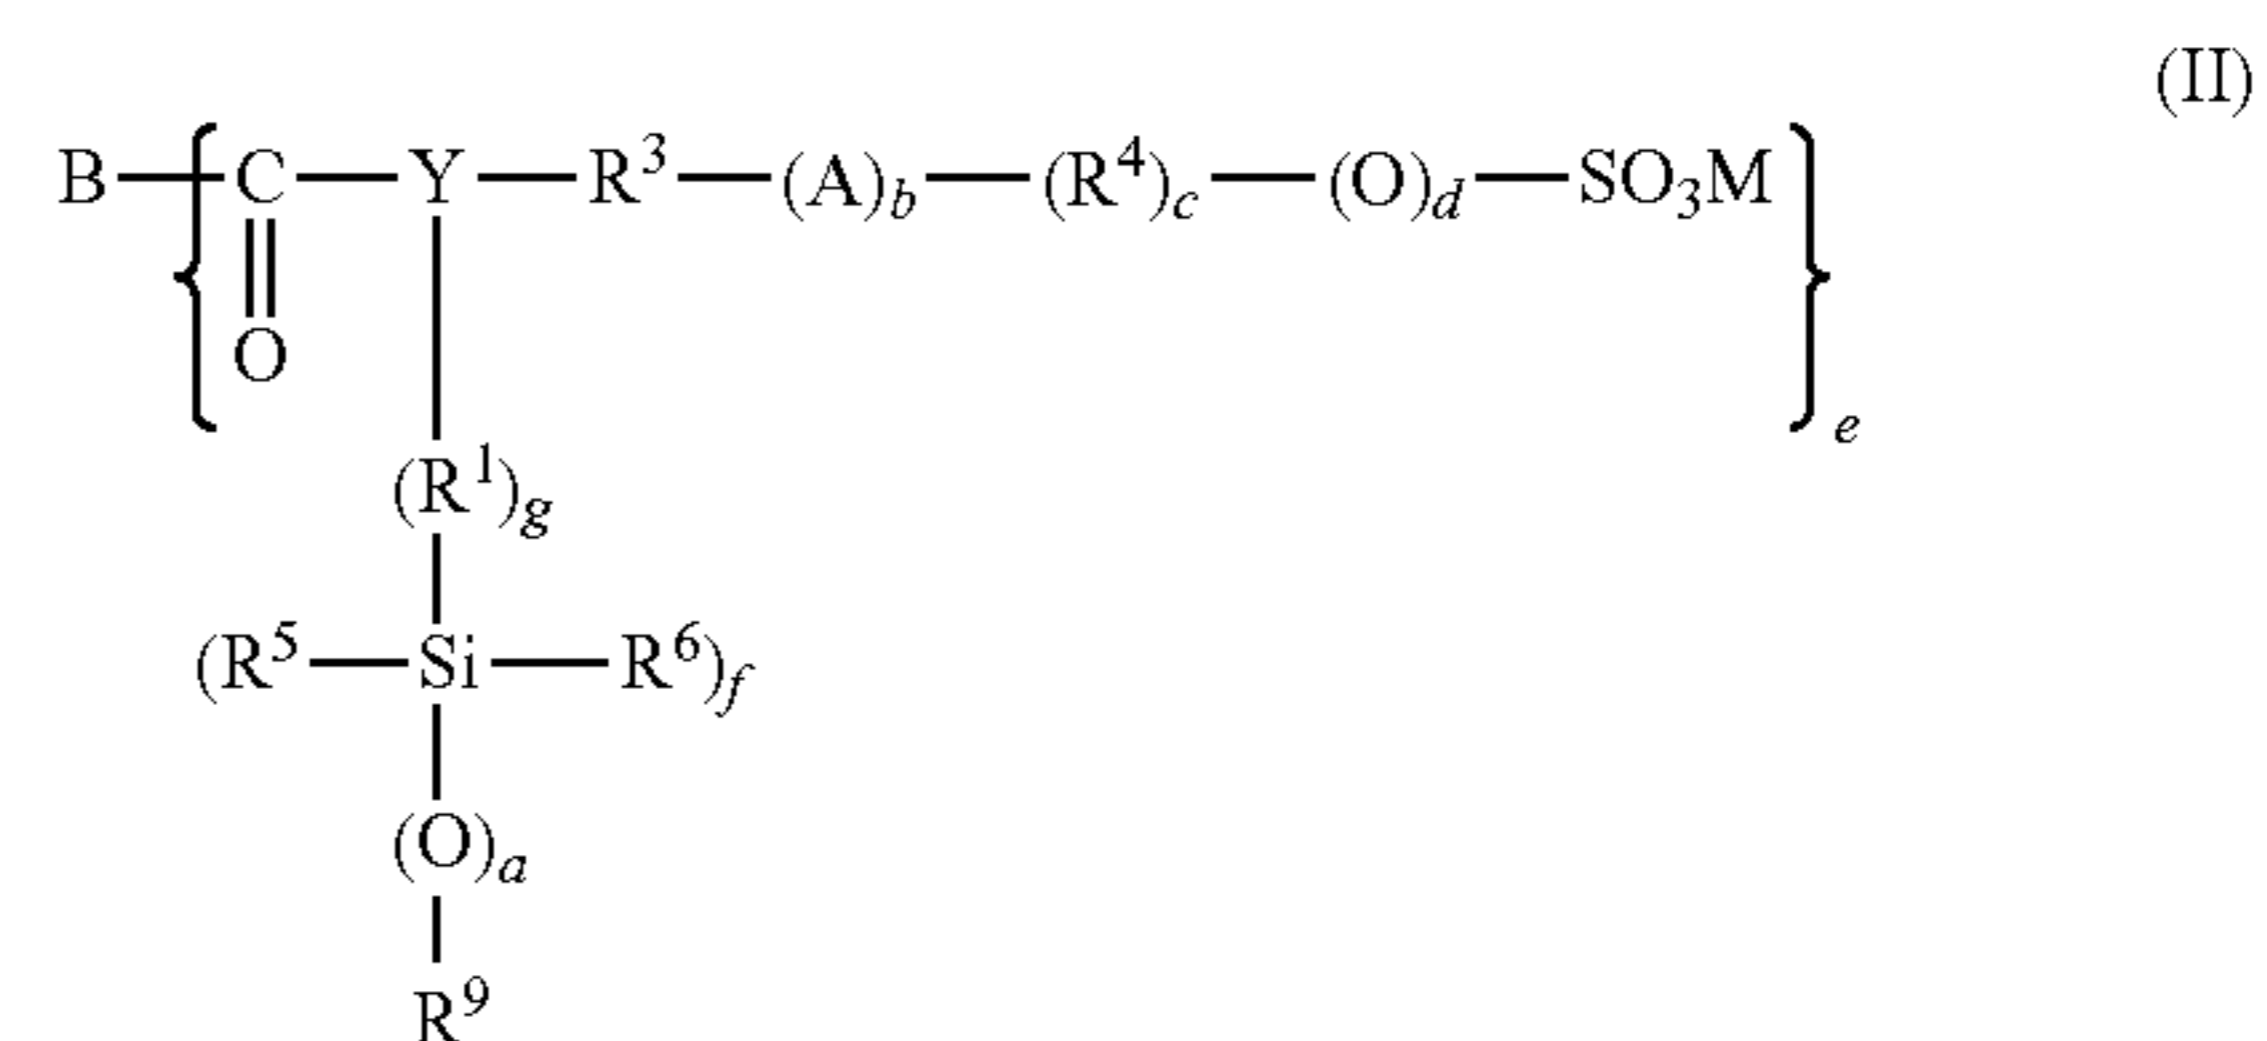 (II)
B—{C—Y—R³—(A)b—(R⁴)c—(O)d—SO₃M}e
O
(R¹)g
(R⁵—Si—R⁶)f
(O)a
R⁹